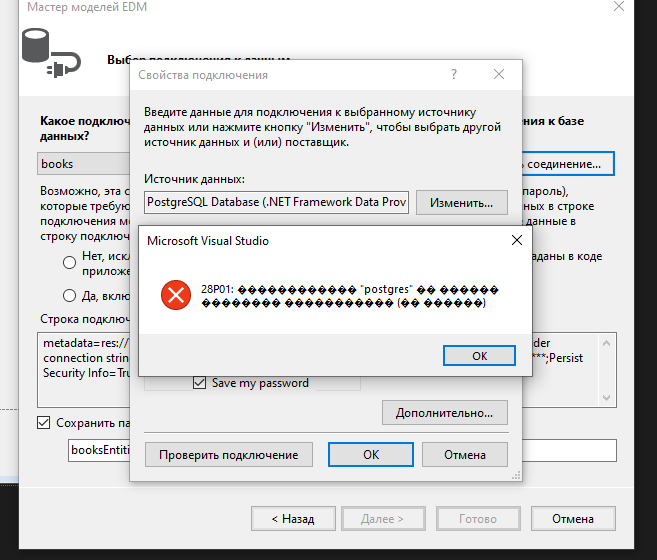 Мастер моделей EDM
Свойства подключения
Введите данные для подключения к выбранному источнику
данных или нажмите кнопку "Изменить", чтобы выбрать другой
источник данных и (или) поставщик.
Какое подключ
ения к базе
данных?
books
соединение...
Источник данных:
PostgreSQL Database (.NET Framework Data Prov
Изменить...
Возможно, эта с
пароль),
которые требую
ных в строке
подключения м
е данные в
строку подключ
Microsoft Visual Studio
28P01: ������������ "postgres" �� ������
�������� ����������� (�� ������)
OK
Нет, иск
аданы в коде
приложе
Да, вклю
Строка подключ
metadata=res://
der
connection strin
***;Persist
Security Info=Tru
Save my password
Дополнительно...
Сохранить па
booksEntiti
Проверить подключение
OK
Отмена
< Назад
Далее >
Готово
Отмена